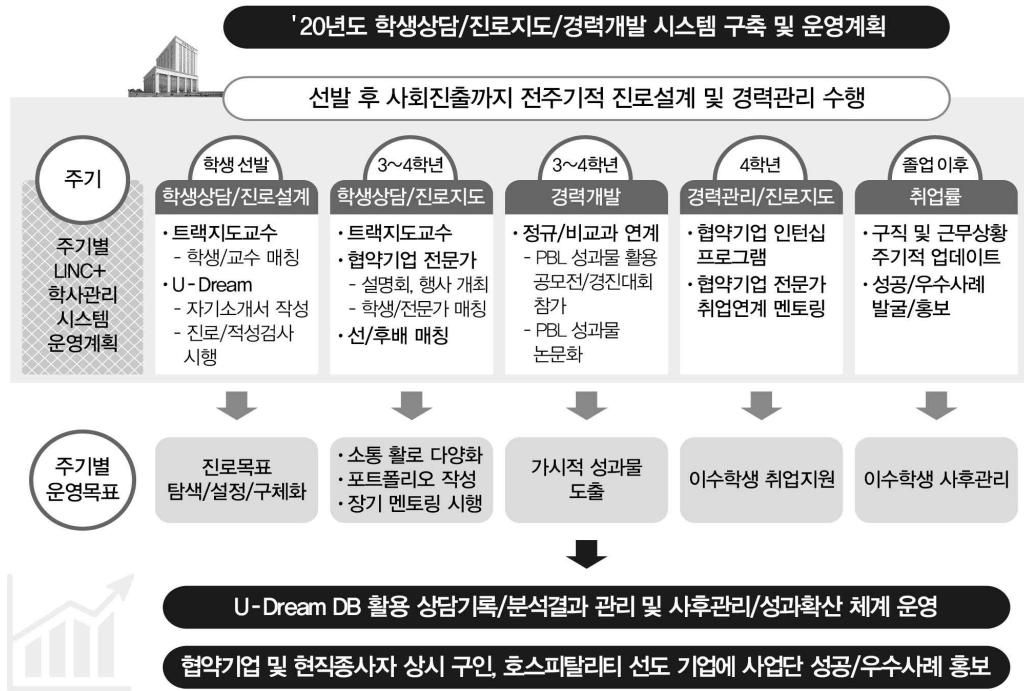 '20년도 학생상담/진로지도/경력개발 시스템 구축 및 운영계획
선발 후 사회진출까지 전주기적 진로설계 및 경력관리 수행
주기
주기별
LINC+
학사관리
시스템
운영계획
학생 선발
학생상담/진로설계
· 트랙지도교수
- 학생/교수 매칭
· U-Dream
- 자기소개서 작성
- 진로/적성검사
시행
3~4학년
학생상담/진로지도
· 트랙지도교수
· 협약기업 전문가
- 설명회, 행사 개최
- 학생/전문가 매칭
· 선/후배 매칭
3~4학년
경력개발
· 정규/비교과 연계
- PBL 성과물 활용
공모전/경진대회
참가
- PBL 성과물
논문화
4학년
경력관리/진로지도
· 협약기업 인턴십
프로그램
· 협약기업 전문가
취업연계 멘토링
졸업 이후
취업률
· 구직 및 근무상황
주기적 업데이트
· 성공/우수사례
발굴/홍보
주기별
운영목표
진로목표
탐색/설정/구체화
· 소통 활로 다양화
· 포트폴리오 작성
· 장기 멘토링 시행
가시적 성과물
도출
이수학생 취업지원
이수학생 사후관리
U-Dream DB 활용 상담기록/분석결과 관리 및 사후관리/성과확산 체계 운영
협약기업 및 현직종사자 상시 구인, 호스피탈리티 선도 기업에 사업단 성공/우수사례 홍보